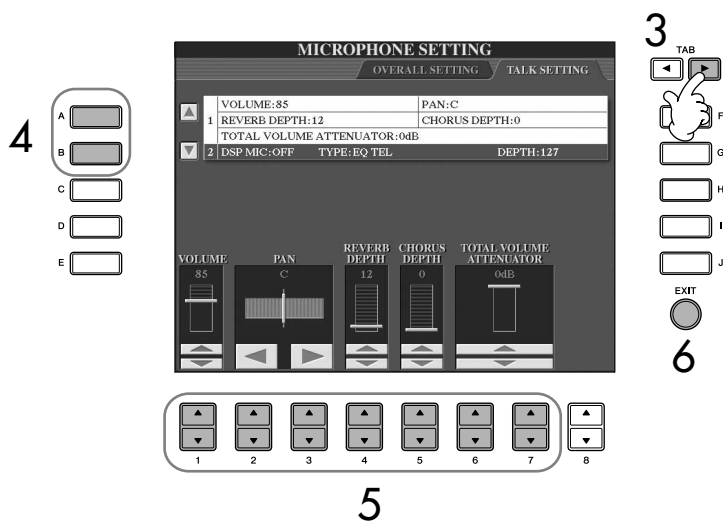 3
TAB
MICROPHONE SETTING
OVERALL SETTING TALK SETTING
4
A
B
C
D
E
F
G
H
I
J
VOLUME:85 PAN:C
1 REVERB DEPTH:12 CHORUS DEPTH:0
TOTAL VOLUME ATTENUATOR:0dB
2 DSP MIC:OFF TYPE:EQ TEL DEPTH:127
VOLUME PAN REVERB DEPTH CHORUS DEPTH TOTAL VOLUME ATTENUATOR
85 C 12 0 0dB
EXIT
6
1 2 3 4 5 6 7 8
5